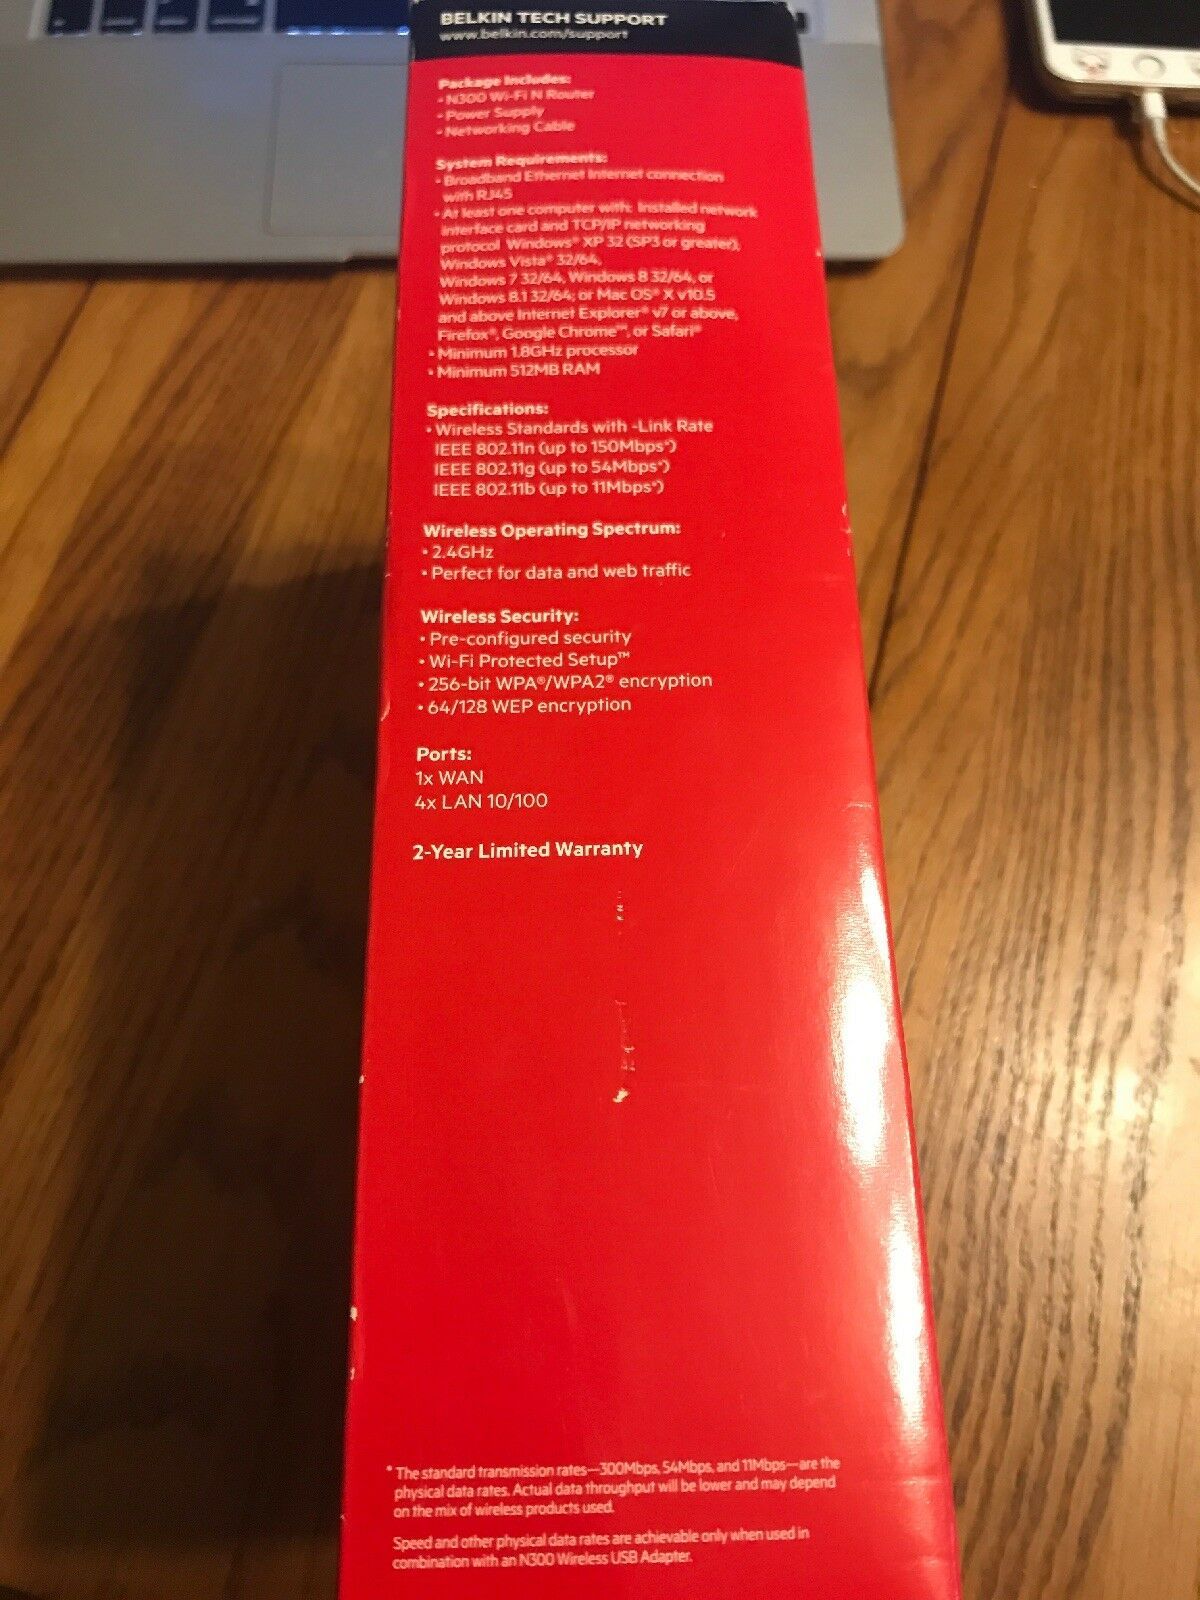 BELKIN TECH SUPPORT
www.belkin.com/support
Package Includes:
• N300 Wi-Fi N Router
• Power Supply
• Networking Cable
System Requirements:
• Broadband Ethernet Internet connection
with RJ45
• At least one computer with: Installed network
interface card and TCP/IP networking
protocol Windows® XP 32 (SP3 or greater),
Windows Vista® 32/64,
Windows 7 32/64, Windows 8 32/64, or
Windows 8.1 32/64; or Mac OS® X v10.5
and above Internet Explorer® v7 or above,
Firefox®, Google Chrome™, or Safari®
• Minimum 1.8GHz processor
• Minimum 512MB RAM
Specifications:
• Wireless Standards with -Link Rate
IEEE 802.11n (up to 150Mbps*)
IEEE 802.11g (up to 54Mbps*)
IEEE 802.11b (up to 11Mbps*)
Wireless Operating Spectrum:
• 2.4GHz
• Perfect for data and web traffic
Wireless Security:
• Pre-configured security
• Wi-Fi Protected Setup™
• 256-bit WPA®/WPA2® encryption
• 64/128 WEP encryption
Ports:
1x WAN
4x LAN 10/100
2-Year Limited Warranty
* The standard transmission rates—300Mbps, 54Mbps, and 11Mbps—are the
physical data rates. Actual data throughput will be lower and may depend
on the mix of wireless products used.
Speed and other physical data rates are achievable only when used in
combination with an N300 Wireless USB Adapter.